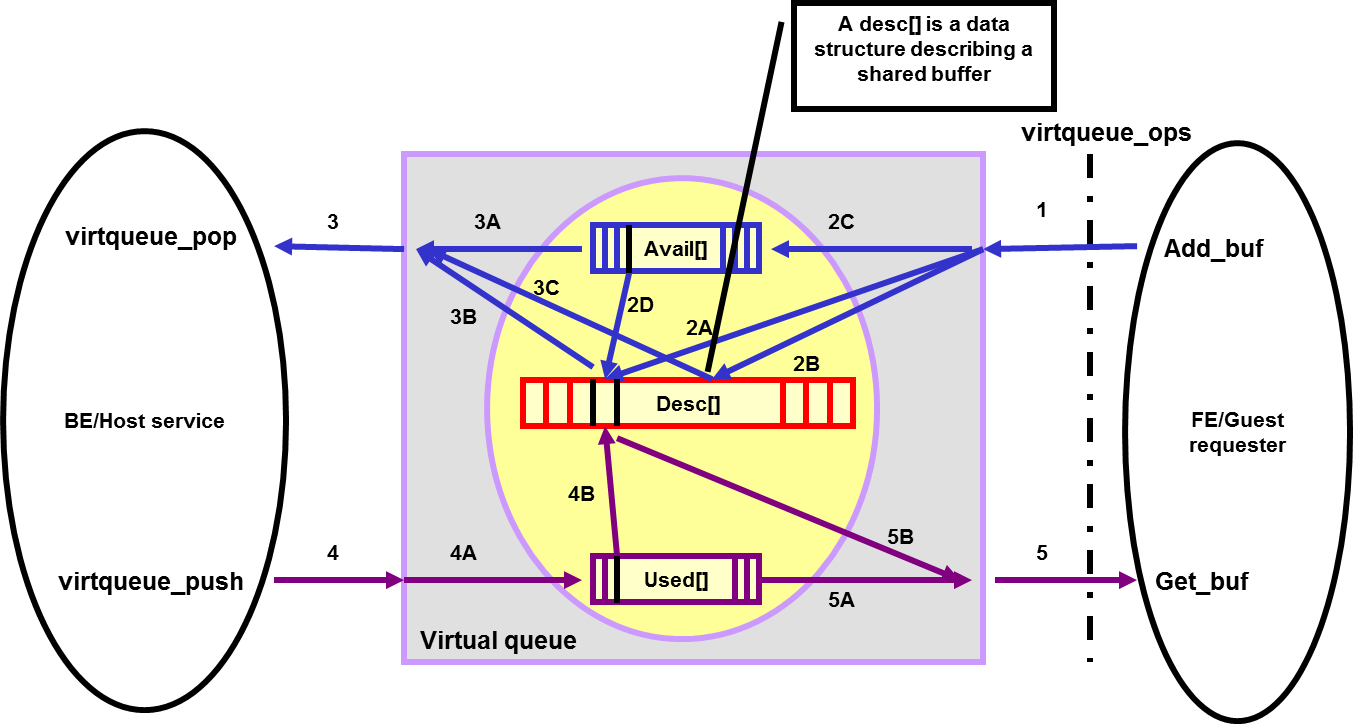 A desc[] is a data
structure describing a
shared buffer
virtqueue_ops
virtqueue_pop
3
3A
Avail[]
2C
1
Add_buf
3B
3C
2D
2A
2B
Desc[]
BE/Host service
FE/Guest
requester
4B
5B
virtqueue_push
4
4A
Used[]
5A
5
Get_buf
Virtual queue